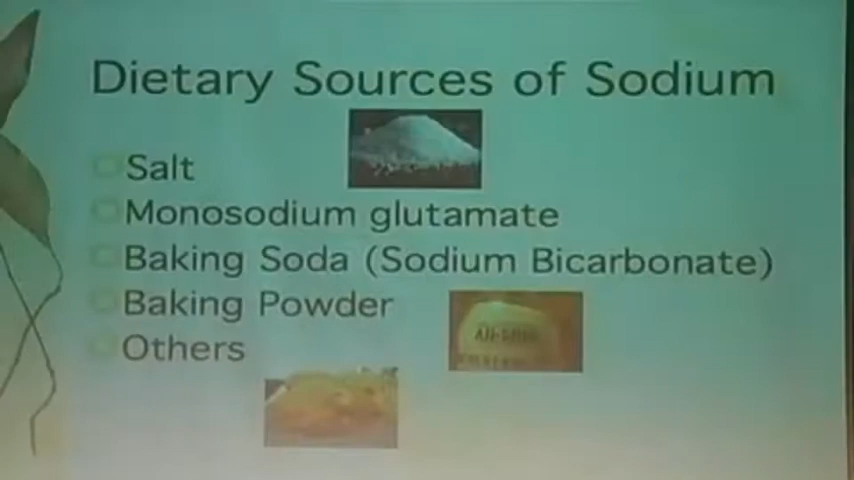 Dietary Sources of Sodium
Salt
Monosodium glutamate
Baking Soda (Sodium Bicarbonate)
Baking Powder
Others